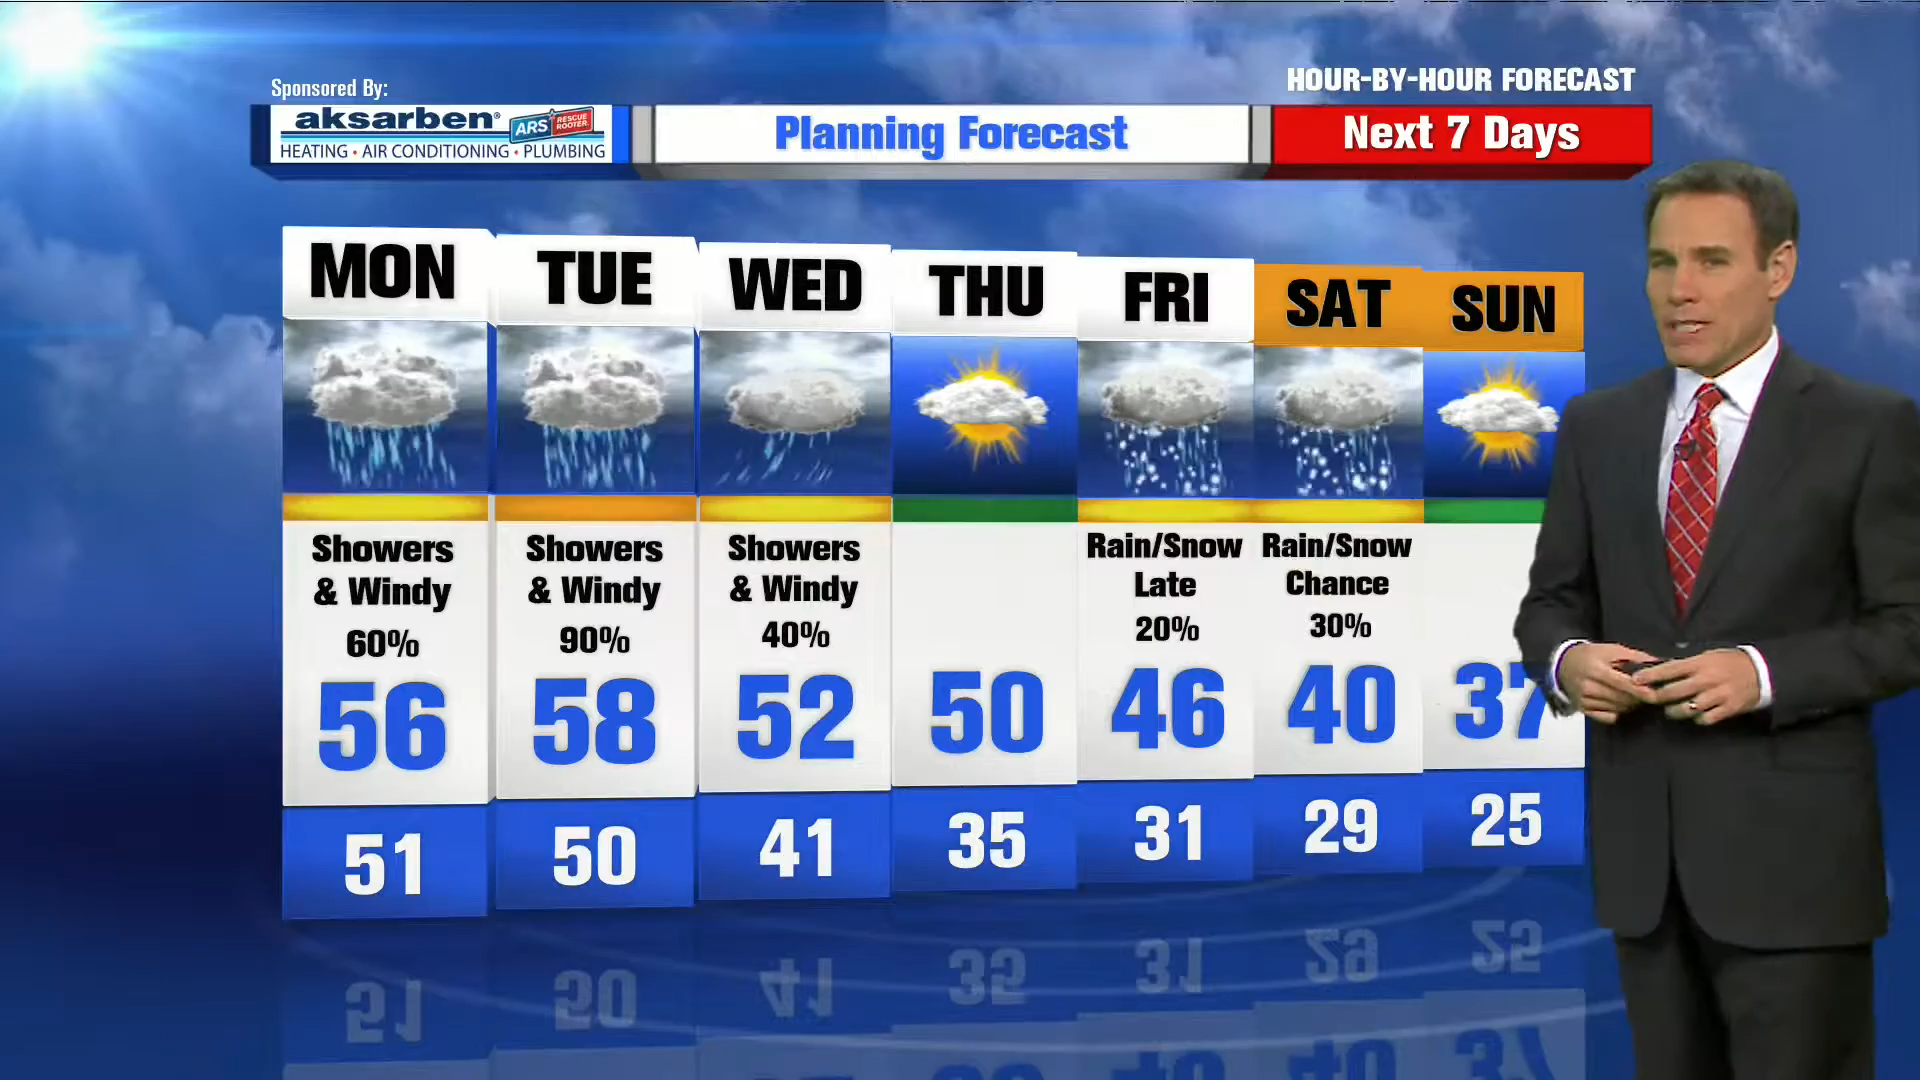 Sponsored By:
aksarben®
ARS RESCUE ROOTER
HEATING • AIR CONDITIONING • PLUMBING
Planning Forecast
HOUR-BY-HOUR FORECAST
Next 7 Days
MON
TUE
WED
THU
FRI
SAT
SUN
Showers
& Windy
60%
56
51
Showers
& Windy
90%
58
50
Showers
& Windy
40%
52
41
50
35
Rain/Snow
Late
20%
46
31
Rain/Snow
Chance
30%
40
29
37
25